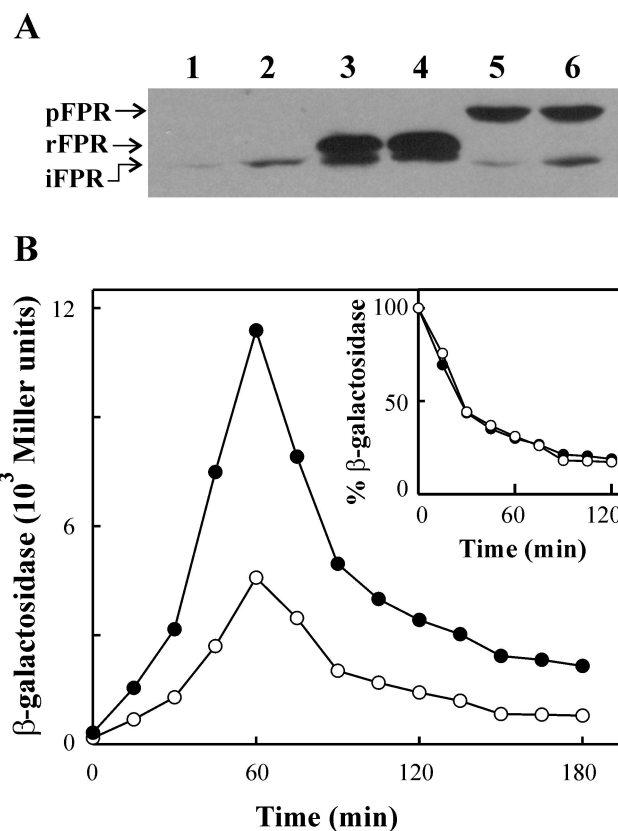 A
1 2 3 4 5 6
pFPR
rFPR
iFPR
B
β-galactosidase (10³ Miller units)
12
6
0
0 60 120 180
Time (min)
% β-galactosidase
100
50
0
0 60 120
Time (min)